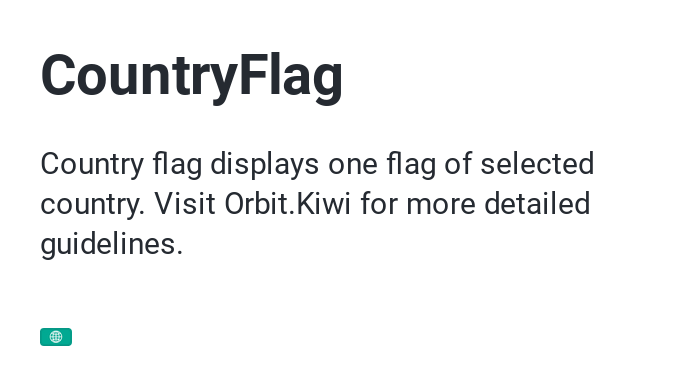 CountryFlag
Country flag displays one flag of selected
country. Visit Orbit.Kiwi for more detailed
guidelines.